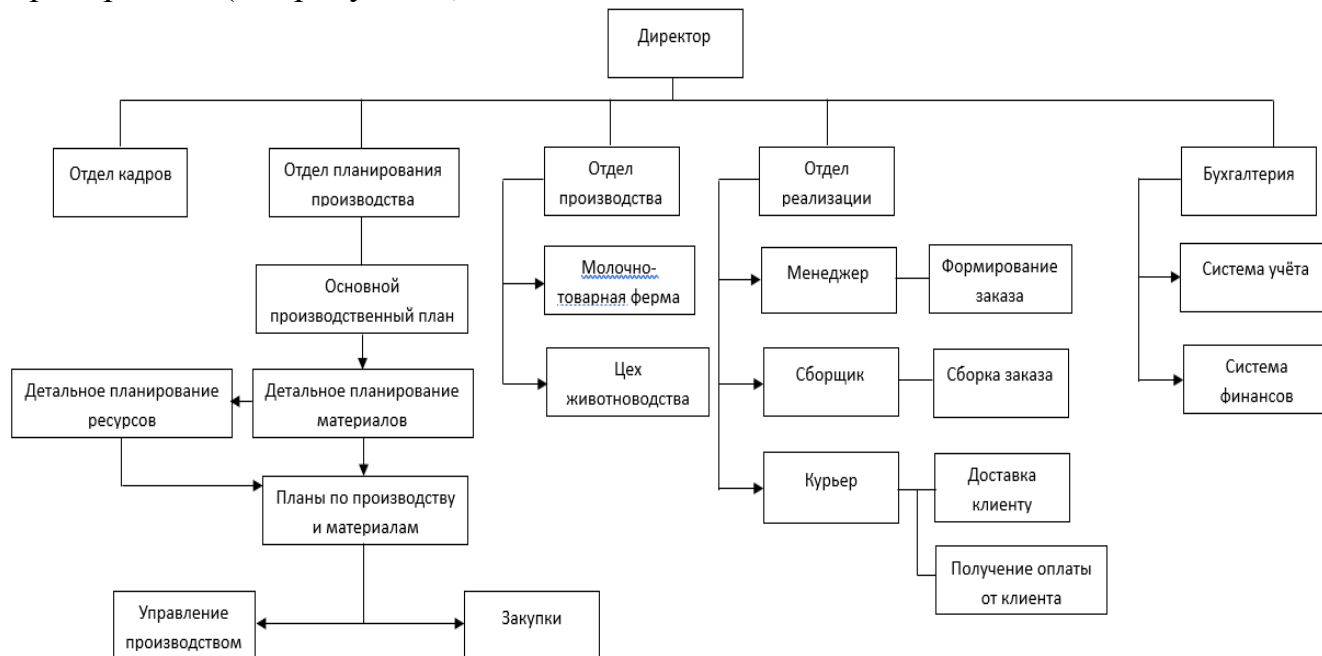 Директор
Отдел кадров
Отдел планирования
производства
Отдел
производства
Отдел
реализации
Бухгалтерия
Основной
производственный план
Детальное планирование
ресурсов
Детальное планирование
материалов
Планы по производству
и материалам
Управление
производством
Закупки
Молочно-
товарная ферма
Цех
животноводства
Менеджер
Формирование
заказа
Сборщик
Сборка заказа
Курьер
Доставка
клиенту
Получение оплаты
от клиента
Система учёта
Система
финансов